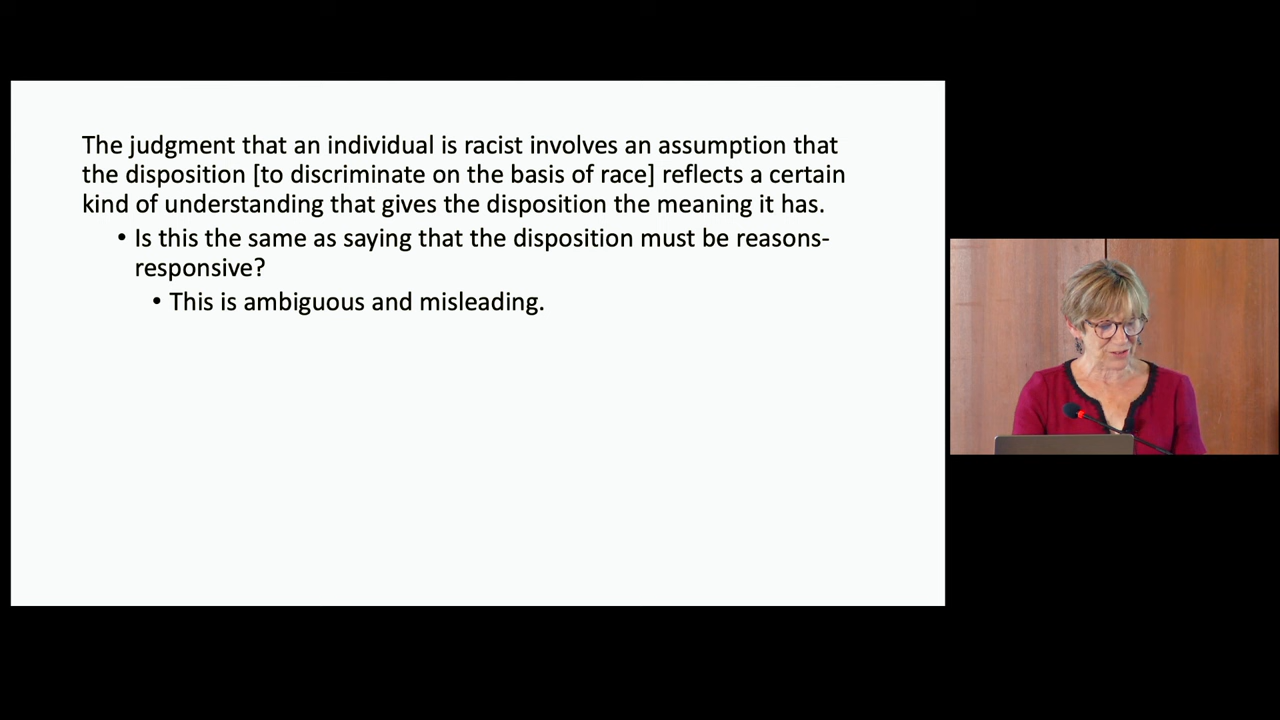 The judgment that an individual is racist involves an assumption that
the disposition [to discriminate on the basis of race] reflects a certain
kind of understanding that gives the disposition the meaning it has.
• Is this the same as saying that the disposition must be reasons-
responsive?
• This is ambiguous and misleading.